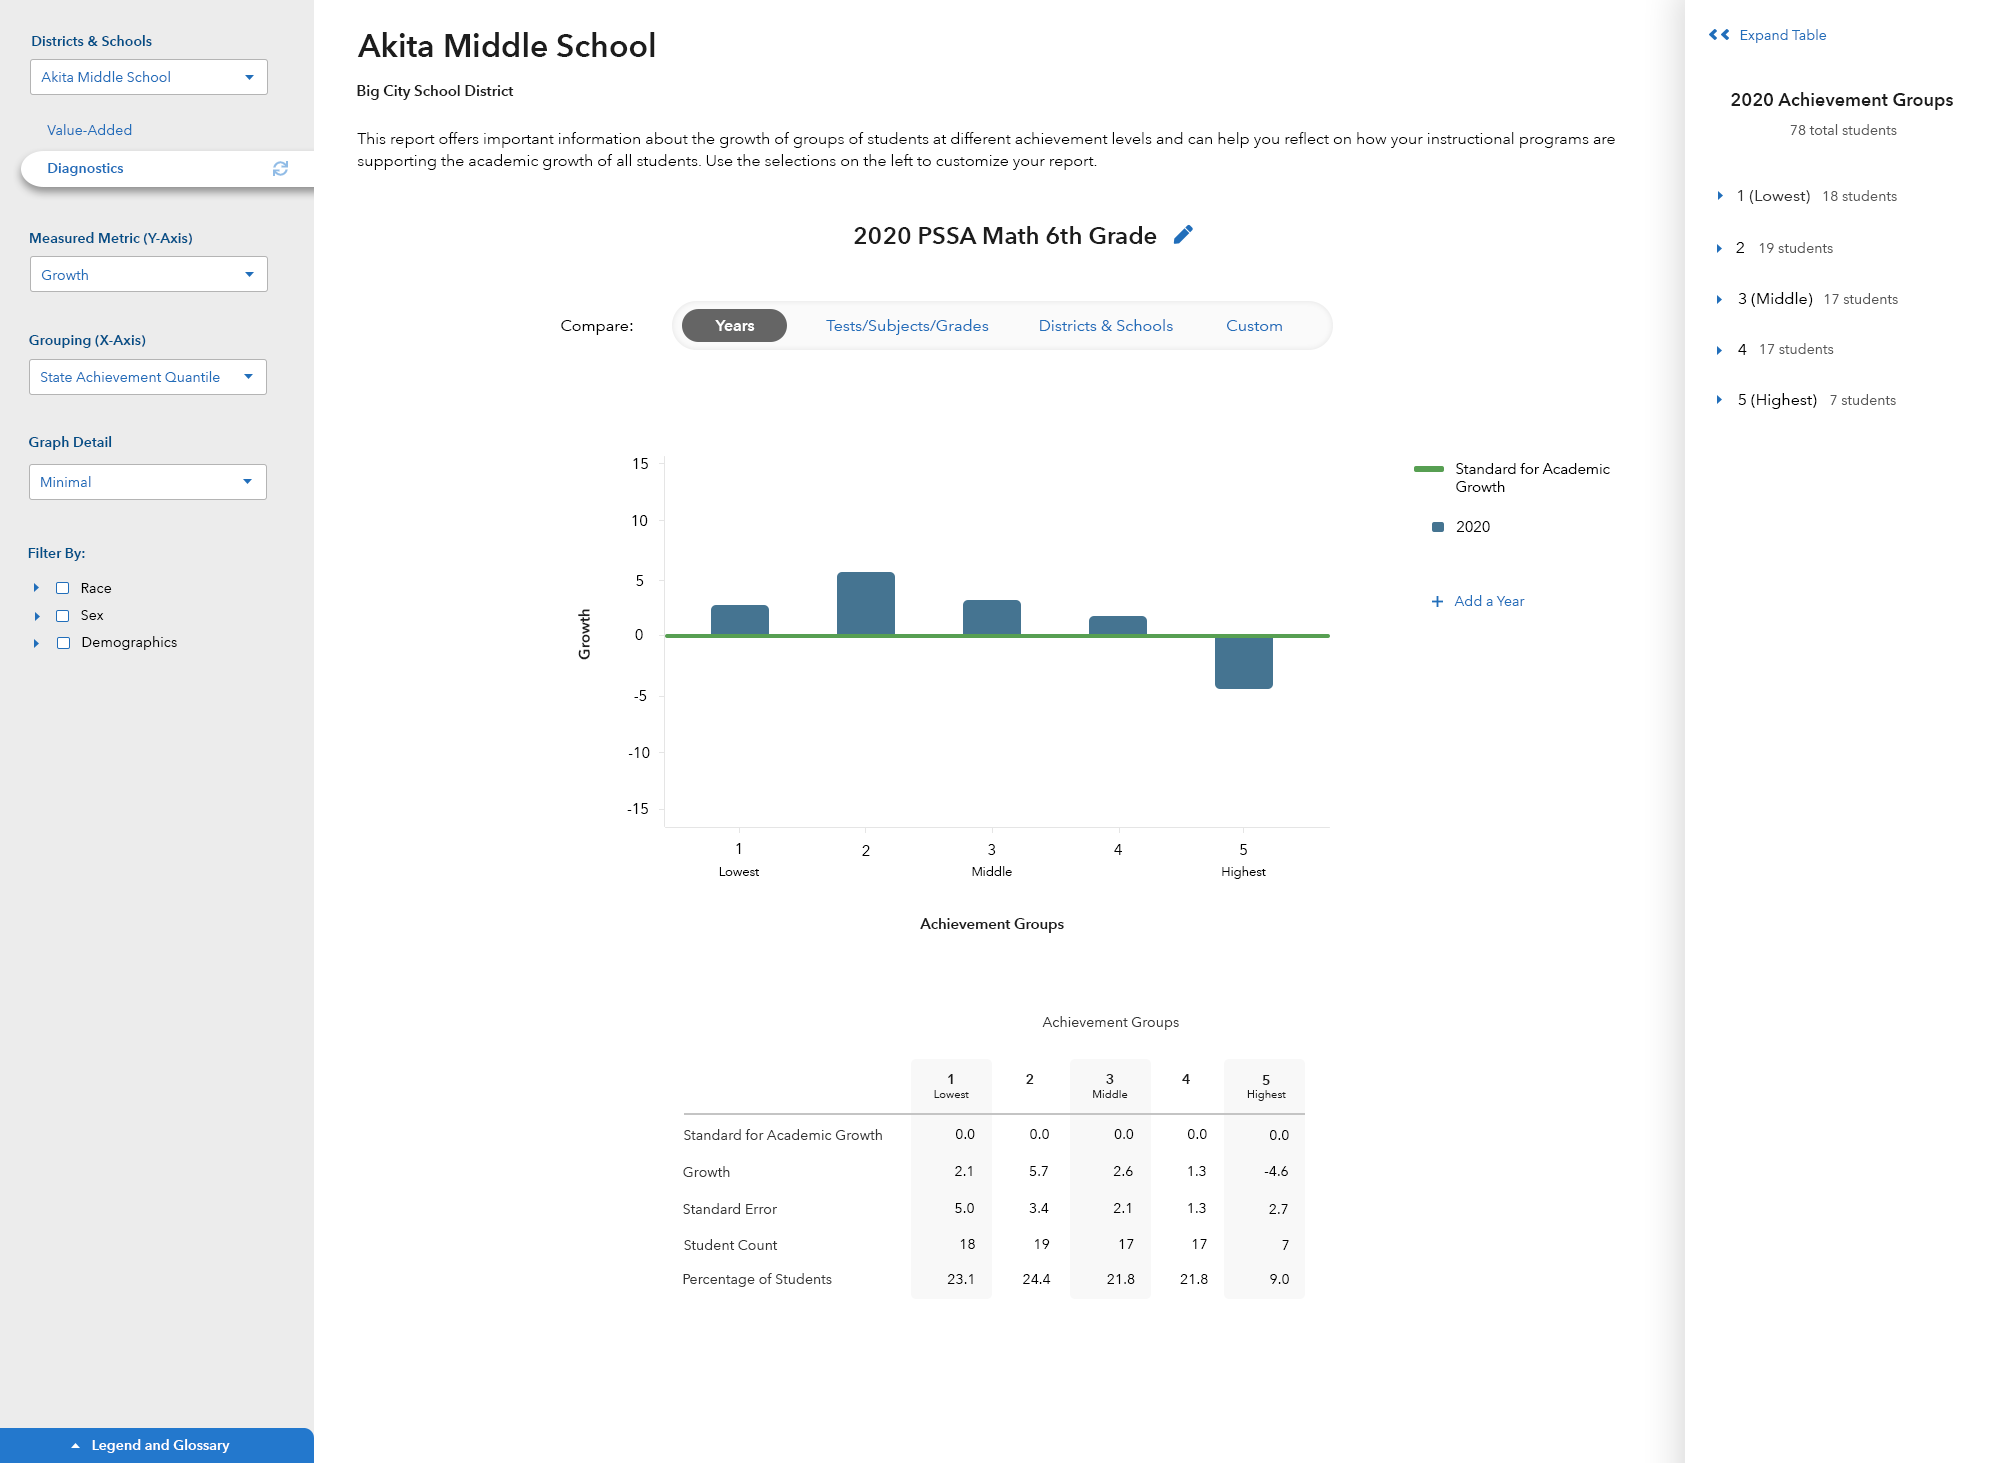 Districts & Schools
Akita Middle School
Value-Added
Diagnostics
Measured Metric (Y-Axis)
Growth
Grouping (X-Axis)
State Achievement Quantile
Graph Detail
Minimal
Filter By:
Race
Sex
Demographics
Legend and Glossary
Akita Middle School
Big City School District
This report offers important information about the growth of groups of students at different achievement levels and can help you reflect on how your instructional programs are
supporting the academic growth of all students. Use the selections on the left to customize your report.
2020 PSSA Math 6th Grade
Compare: Years Tests/Subjects/Grades Districts & Schools Custom
15
10
5
0
-5
-10
-15
Growth
1 2 3 4 5
Lowest Middle Highest
Achievement Groups
Standard for Academic
Growth
2020
+ Add a Year
Achievement Groups
1 2 3 4 5
Lowest Middle Highest
Standard for Academic Growth 0.0 0.0 0.0 0.0 0.0
Growth 2.1 5.7 2.6 1.3 -4.6
Standard Error 5.0 3.4 2.1 1.3 2.7
Student Count 18 19 17 17 7
Percentage of Students 23.1 24.4 21.8 21.8 9.0
Expand Table
2020 Achievement Groups
78 total students
1 (Lowest) 18 students
2 19 students
3 (Middle) 17 students
4 17 students
5 (Highest) 7 students